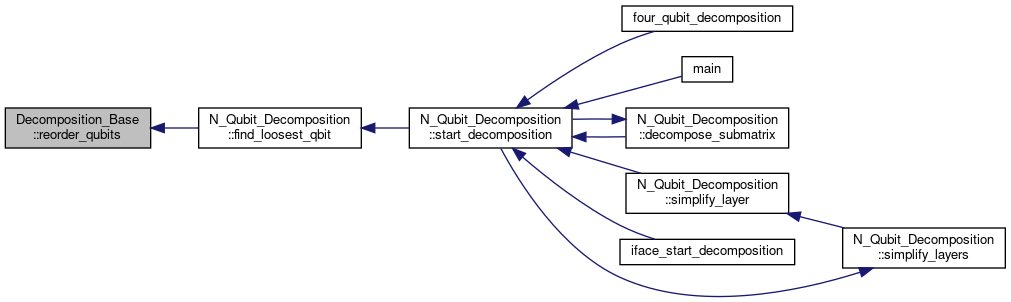 Decomposition_Base
::reorder_qubits
N_Qubit_Decomposition
::find_loosest_qbit
N_Qubit_Decomposition
::start_decomposition
four_qubit_decomposition
main
N_Qubit_Decomposition
::decompose_submatrix
N_Qubit_Decomposition
::simplify_layer
iface_start_decomposition
N_Qubit_Decomposition
::simplify_layers